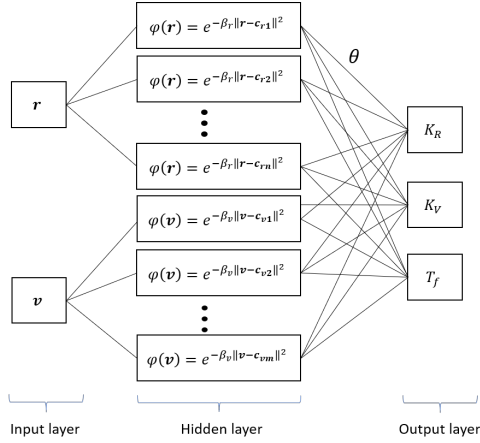 φ(r) = e^{-β_r‖r-c_{r1}‖²}
θ
φ(r) = e^{-β_r‖r-c_{r2}‖²}
r
K_R
φ(r) = e^{-β_r‖r-c_{rn}‖²}
φ(v) = e^{-β_v‖v-c_{v1}‖²}
K_V
φ(v) = e^{-β_v‖v-c_{v2}‖²}
T_f
v
φ(v) = e^{-β_v‖v-c_{vm}‖²}
Input layer
Hidden layer
Output layer